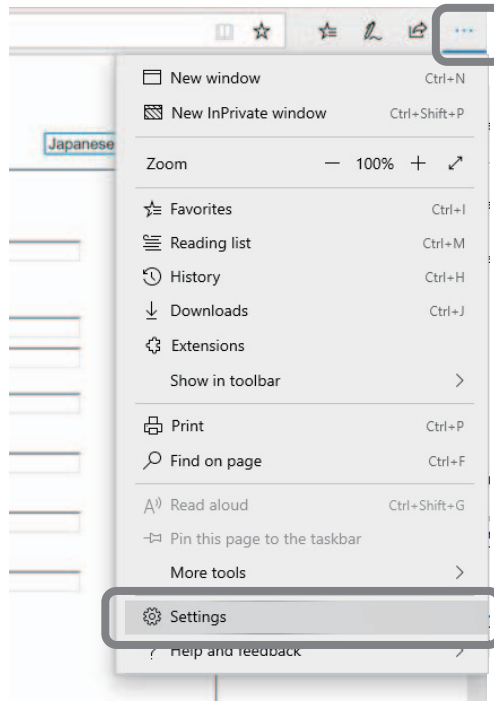 Japanese
New window Ctrl+N
New InPrivate window Ctrl+Shift+P
Zoom — 100% +
Favorites Ctrl+I
Reading list Ctrl+M
History Ctrl+H
Downloads Ctrl+J
Extensions
Show in toolbar >
Print Ctrl+P
Find on page Ctrl+F
Read aloud Ctrl+Shift+G
Pin this page to the taskbar
More tools >
Settings
? Help and feedback >